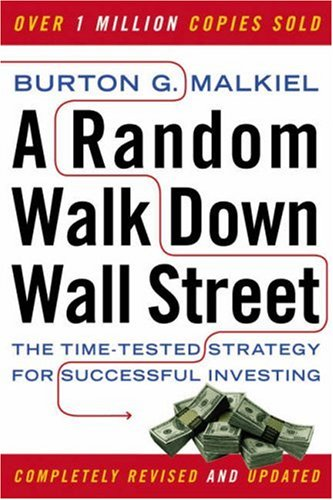 OVER 1 MILLION COPIES SOLD
BURTON G. MALKIEL
A Random
Walk Down
Wall Street
THE TIME-TESTED STRATEGY
FOR SUCCESSFUL INVESTING
COMPLETELY REVISED AND UPDATED